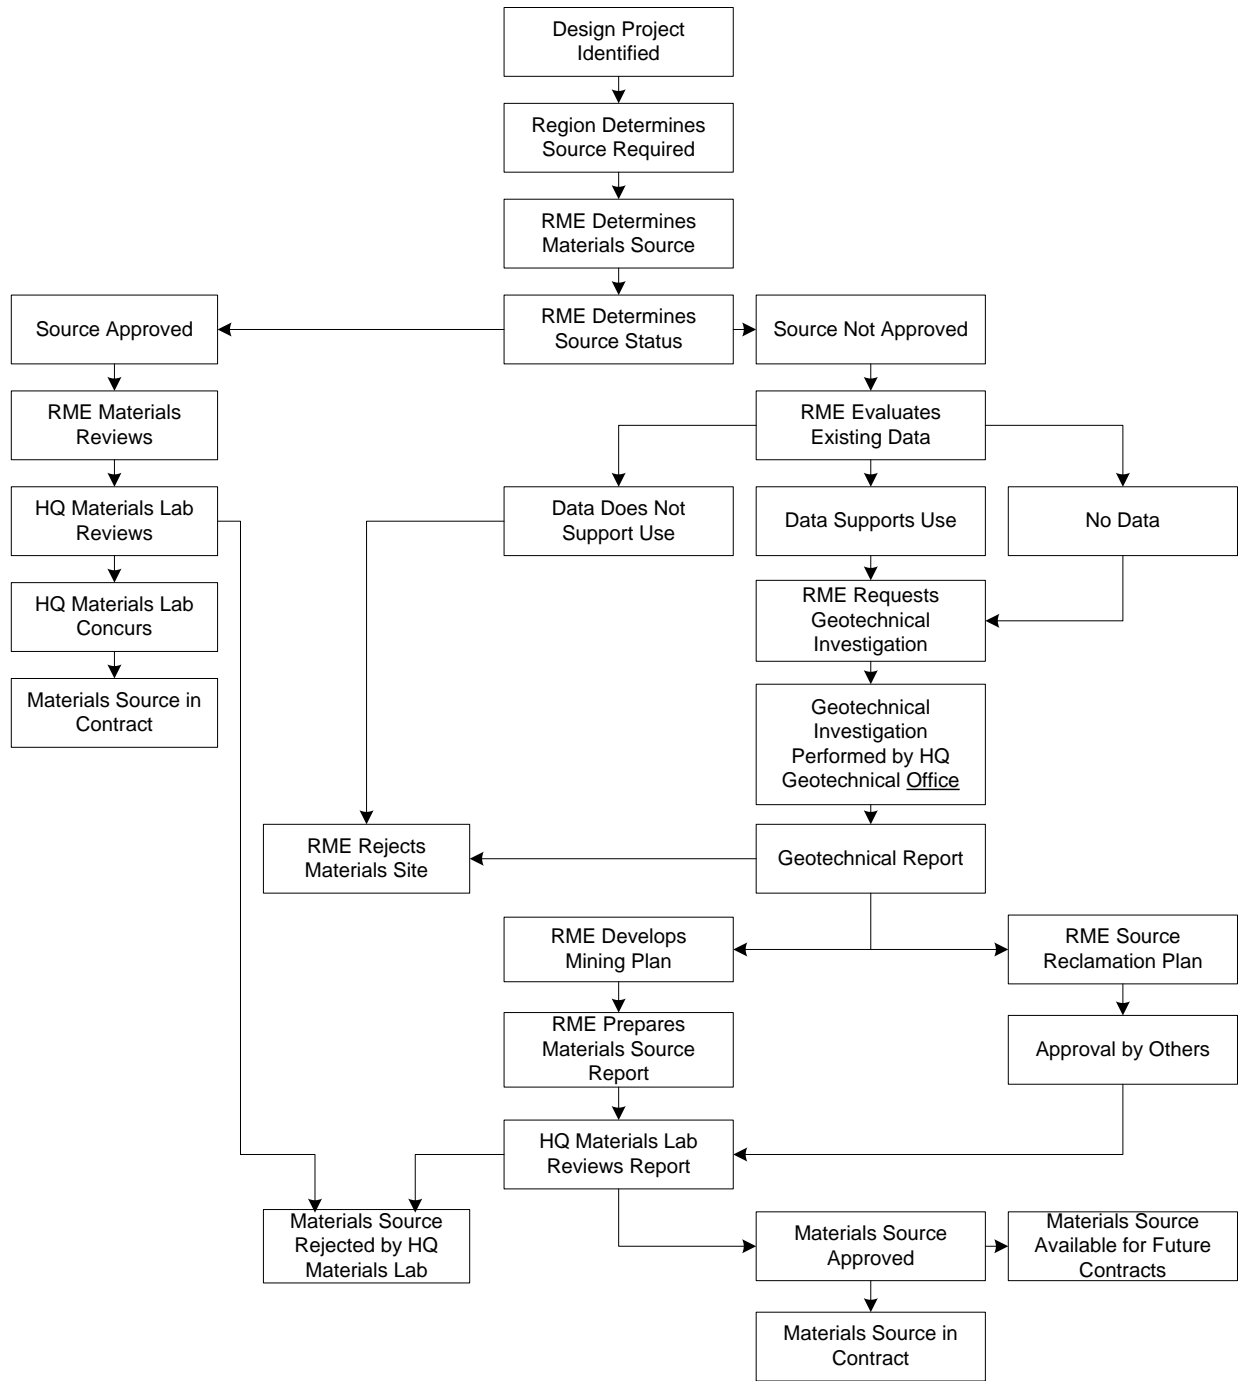 Design Project
Identified
Region Determines
Source Required
RME Determines
Materials Source
Source Approved
RME Determines
Source Status
Source Not Approved
RME Materials
Reviews
RME Evaluates
Existing Data
HQ Materials Lab
Reviews
Data Does Not
Support Use
Data Supports Use
No Data
HQ Materials Lab
Concurs
RME Requests
Geotechnical
Investigation
Materials Source in
Contract
Geotechnical
Investigation
Performed by HQ
Geotechnical Office
RME Rejects
Materials Site
Geotechnical Report
RME Develops
Mining Plan
RME Source
Reclamation Plan
RME Prepares
Materials Source
Report
Approval by Others
HQ Materials Lab
Reviews Report
Materials Source
Rejected by HQ
Materials Lab
Materials Source
Approved
Materials Source
Available for Future
Contracts
Materials Source in
Contract